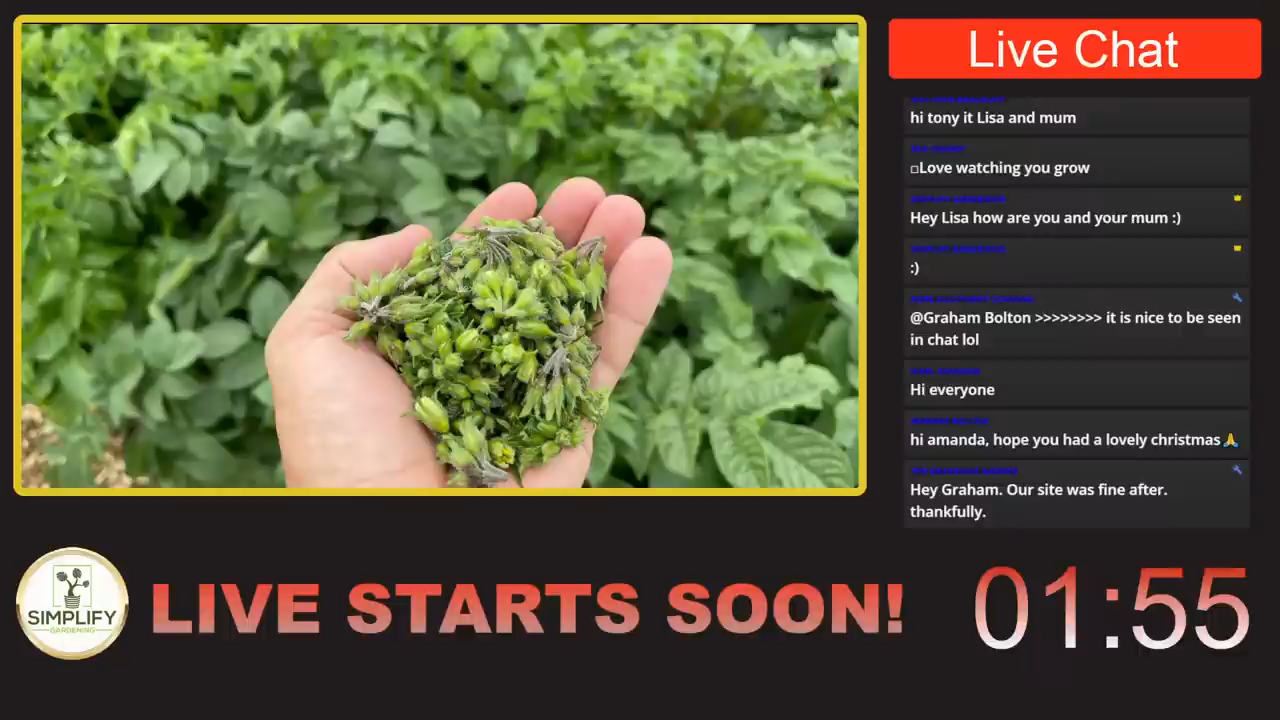 Live Chat
hi tony it Lisa and mum
Love watching you grow
Hey Lisa how are you and your mum :)
:)
@Graham Bolton >>>>>>>> it is nice to be seen
in chat lol
Hi everyone
hi amanda, hope you had a lovely christmas 🙏
Hey Graham. Our site was fine after.
thankfully.
SIMPLIFY
GARDENING
LIVE STARTS SOON!
01:55